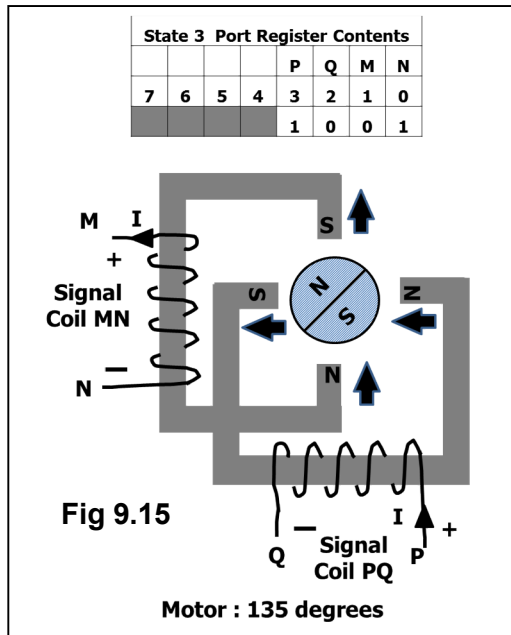 State 3 Port Register Contents
P Q M N
7 6 5 4 3 2 1 0
1 0 0 1
S
M I
+
N
S
S
N
Signal
Coil MN
−
N
N
Fig 9.15
I
− +
Q P
Signal
Coil PQ
Motor : 135 degrees